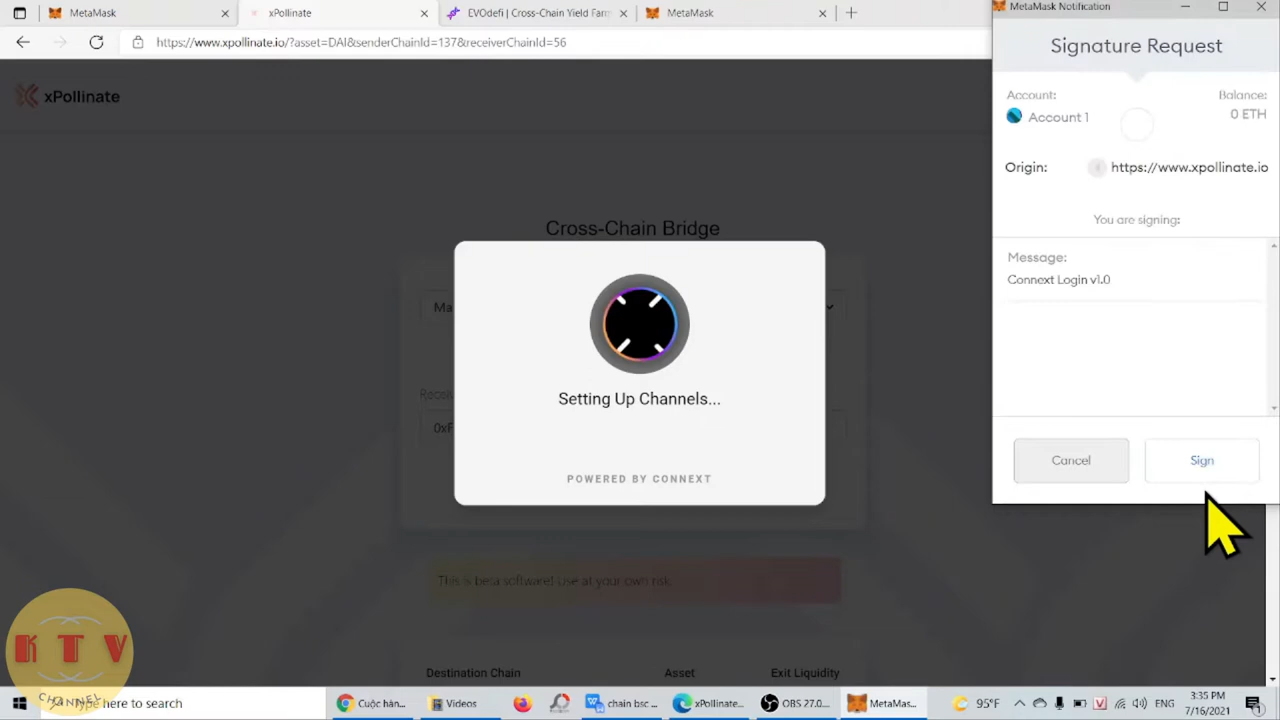 MetaMask
xPollinate
EVOdefi | Cross-Chain Yield Farm
MetaMask
https://www.xpollinate.io/?asset=DAI&senderChainId=137&receiverChainId=56
xPollinate
Cross-Chain Bridge
Ma
0xF
Setting Up Channels...
POWERED BY CONNEXT
This is beta software! Use at your own risk.
Destination Chain
Asset
Exit Liquidity
MetaMask Notification
Signature Request
Account:
Balance:
Account 1
0 ETH
Origin:
https://www.xpollinate.io
You are signing:
Message:
Connext Login v1.0
Cancel
Sign
KTV
CHANNEL
here to search
Cuộc hàn...
Videos
chain bsc ...
xPollinate...
OBS 27.0...
MetaMas...
95°F
V
3:35 PM
7/16/2021
1